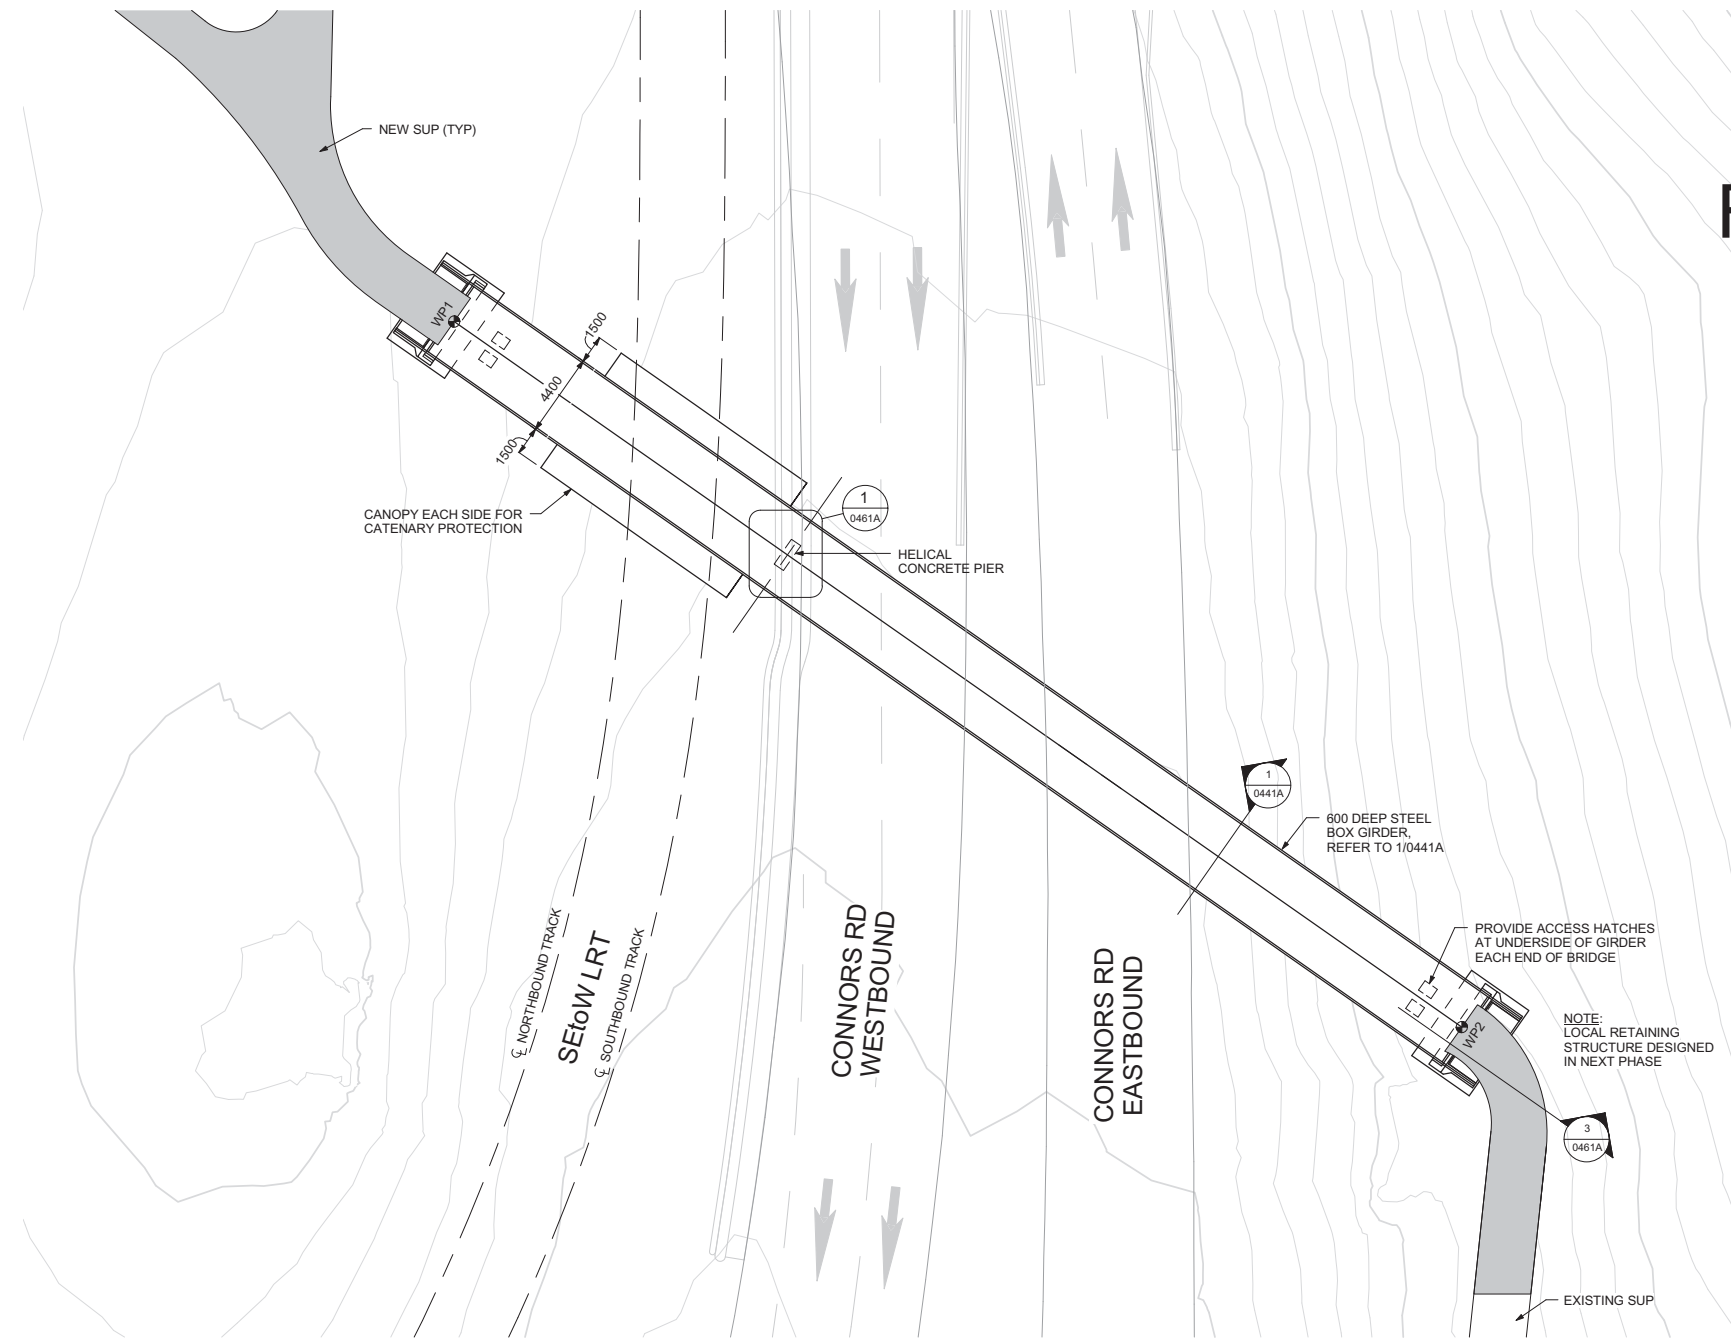 NEW SUP (TYP)
WP1
1500
4400
1500
CANOPY EACH SIDE FOR
CATENARY PROTECTION
1
0461A
HELICAL
CONCRETE PIER
1
0441A
600 DEEP STEEL
BOX GIRDER,
REFER TO 1/0441A
℄ NORTHBOUND TRACK
SEtoW LRT
℄ SOUTHBOUND TRACK
CONNORS RD
WESTBOUND
CONNORS RD
EASTBOUND
PROVIDE ACCESS HATCHES
AT UNDERSIDE OF GIRDER
EACH END OF BRIDGE
WP2
NOTE:
LOCAL RETAINING
STRUCTURE DESIGNED
IN NEXT PHASE
3
0461A
EXISTING SUP